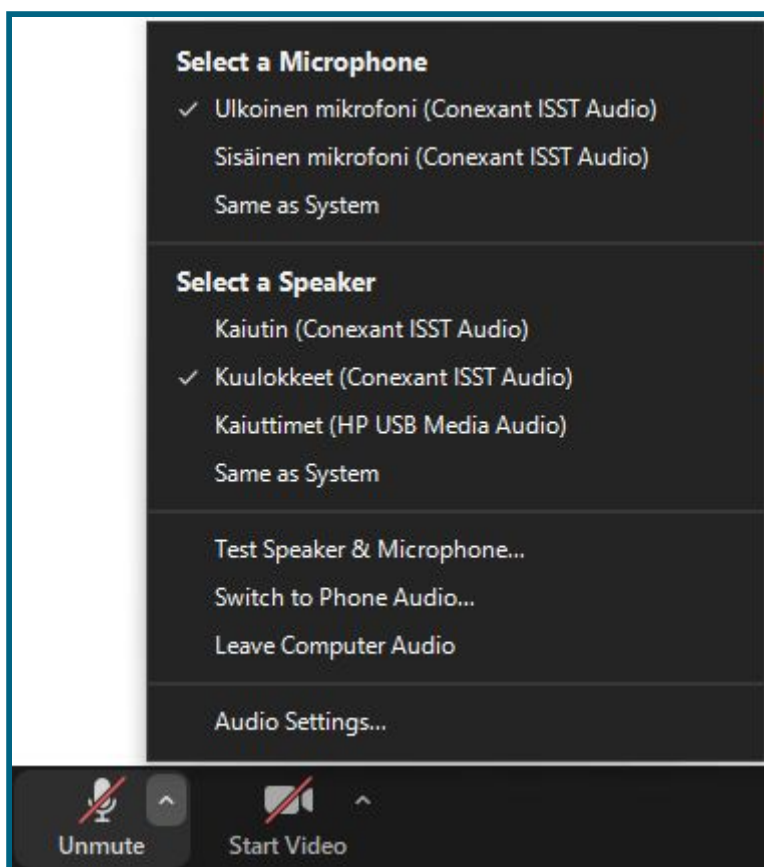 Select a Microphone
Ulkoinen mikrofoni (Conexant ISST Audio)
Sisäinen mikrofoni (Conexant ISST Audio)
Same as System
Select a Speaker
Kaiutin (Conexant ISST Audio)
Kuulokkeet (Conexant ISST Audio)
Kaiuttimet (HP USB Media Audio)
Same as System
Test Speaker & Microphone...
Switch to Phone Audio...
Leave Computer Audio
Audio Settings...
Unmute
Start Video